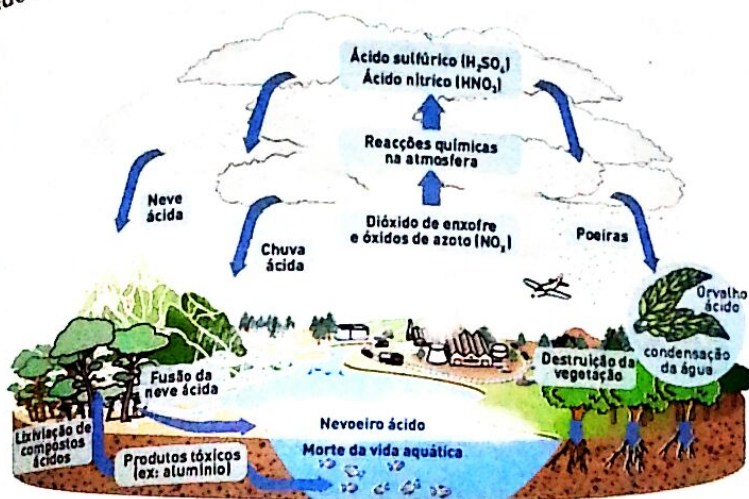 Ácido sulfúrico (H₂SO₄)
Ácido nítrico (HNO₃)
Reacções químicas
na atmosfera
Dióxido de enxofre
e óxidos de azoto (NOₓ)
Neve
ácida
Chuva
ácida
Poeiras
Orvalho
ácido
condensação
da água
Destruição da
vegetação
Fusão da
neve ácida
Lixiviação de
compostos
ácidos
Nevoeiro ácido
Morte da vida aquática
Produtos tóxicos
(ex: alumínio)